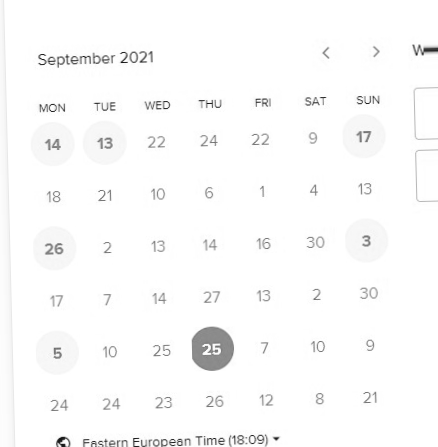 September 2021
MON TUE WED THU FRI SAT SUN
14 13 22 24 22 9 17
18 21 10 6 1 4 13
26 2 13 14 16 30 3
17 7 14 27 13 2 30
5 10 25 25 7 10 9
24 24 23 26 12 8 21
Eastern European Time (18:09)